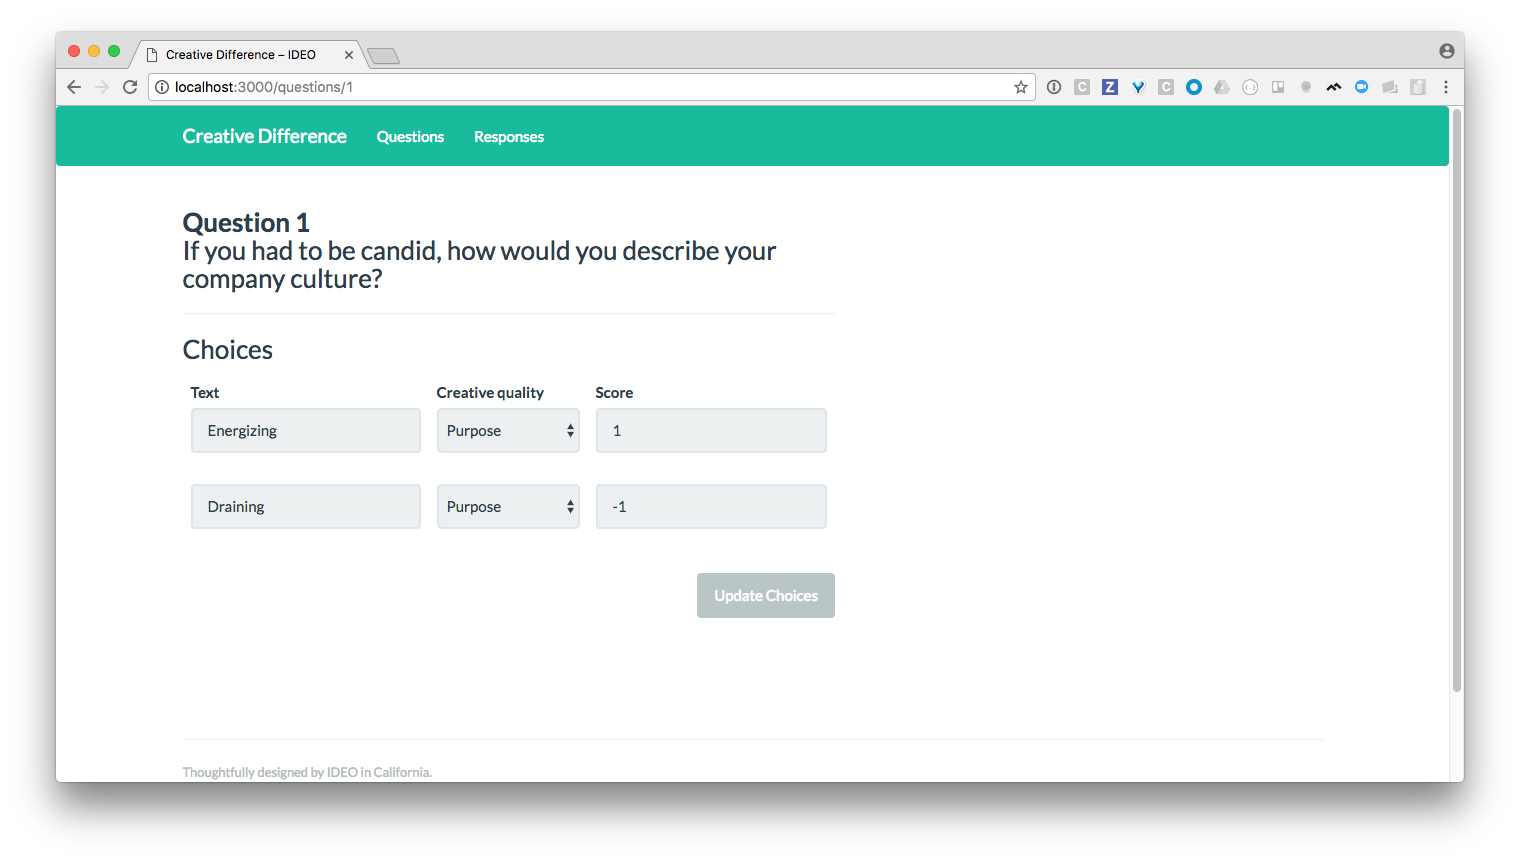 Creative Difference – IDEO
localhost:3000/questions/1
Creative Difference Questions Responses
Question 1
If you had to be candid, how would you describe your
company culture?
Choices
Text Creative quality Score
Energizing Purpose 1
Draining Purpose -1
Update Choices
Thoughtfully designed by IDEO in California.